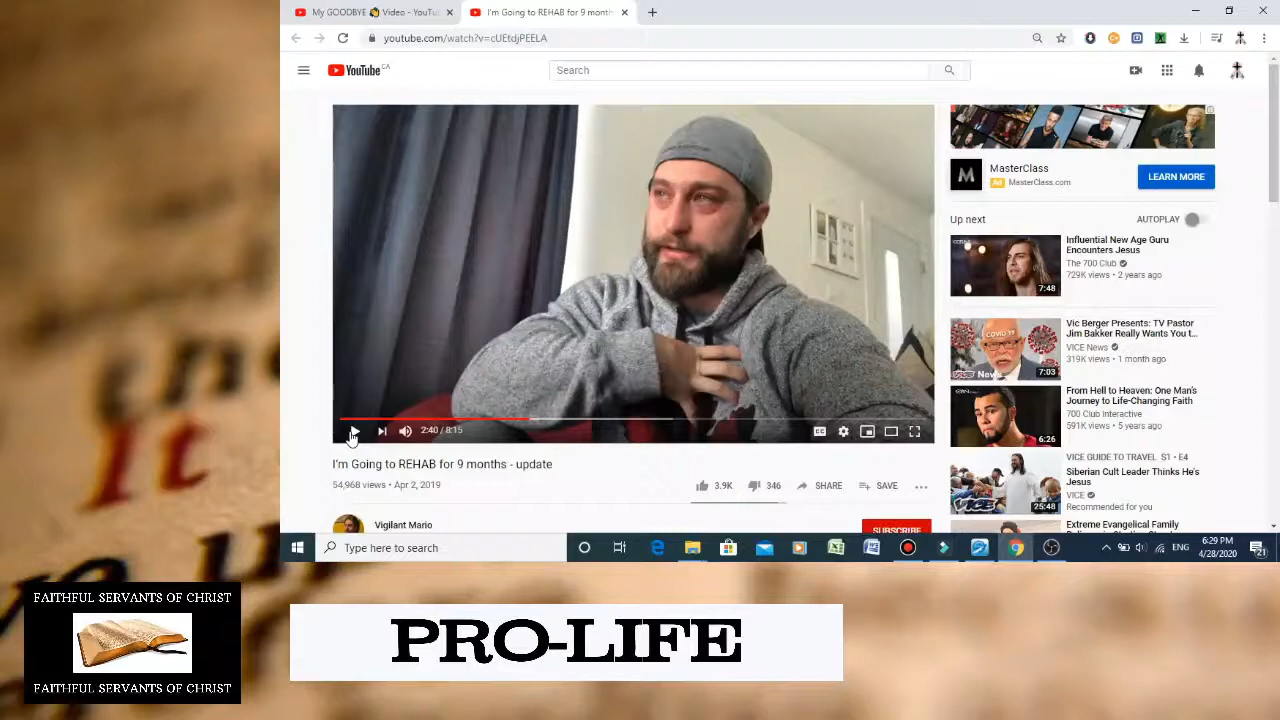 My GOODBYE 👋 Video - YouTu
I'm Going to REHAB for 9 month
youtube.com/watch?v=cUEtdjPEELA
YouTube CA
Search
MasterClass
Ad MasterClass.com
LEARN MORE
Up next
AUTOPLAY
Influential New Age Guru
Encounters Jesus
The 700 Club
729K views • 2 years ago
7:48
Vic Berger Presents: TV Pastor
Jim Bakker Really Wants You t...
VICE News
319K views • 1 month ago
COVID 19
News
7:03
From Hell to Heaven: One Man's
Journey to Life-Changing Faith
700 Club Interactive
591K views • 5 years ago
6:26
VICE GUIDE TO TRAVEL S1 • E4
Siberian Cult Leader Thinks He's
Jesus
VICE
Recommended for you
25:48
Extreme Evangelical Family
2:40 / 8:15
I'm Going to REHAB for 9 months - update
54,968 views • Apr 2, 2019
3.9K
346
SHARE
SAVE
Vigilant Mario
SUBSCRIBE
Type here to search
ENG
6:29 PM
4/28/2020
21
the
It
FAITHFUL SERVANTS OF CHRIST
FAITHFUL SERVANTS OF CHRIST
PRO-LIFE